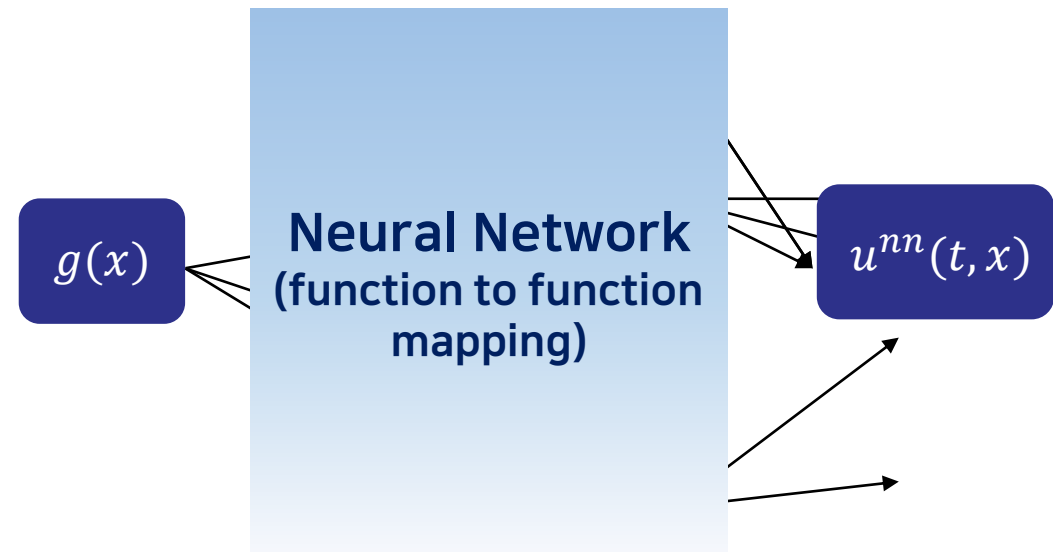 g(x)
Neural Network
(function to function
mapping)
u^{nn}(t, x)